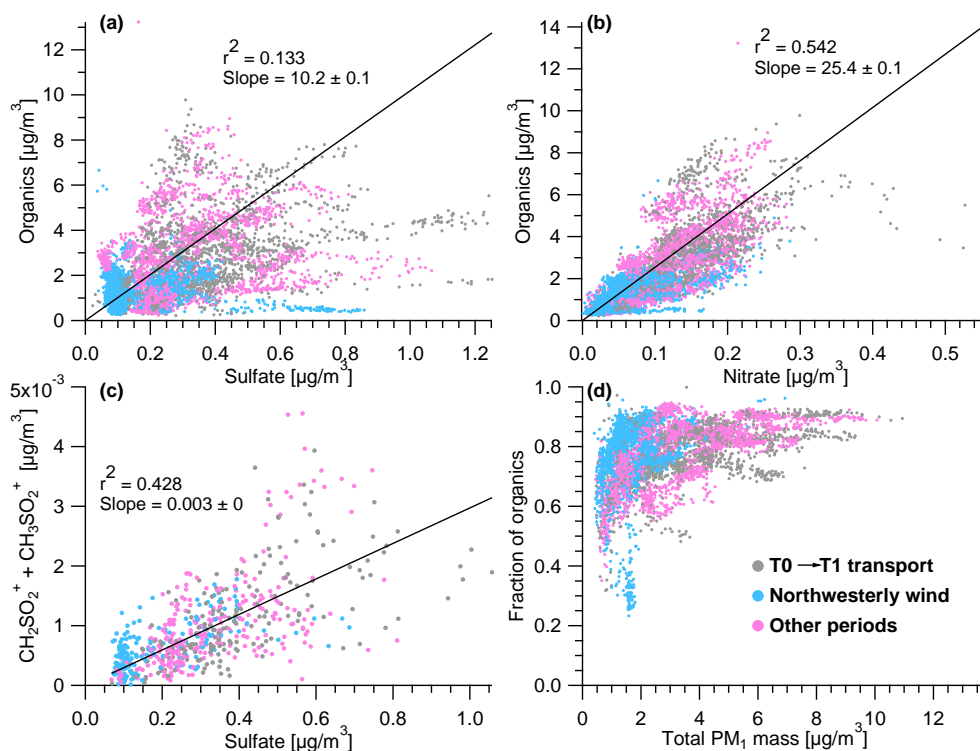 (a)
r² = 0.133
Slope = 10.2 ± 0.1
Organics [µg/m³]
12
10
8
6
4
2
0
0.0 0.2 0.4 0.6 0.8 1.0 1.2
Sulfate [µg/m³]
(b)
r² = 0.542
Slope = 25.4 ± 0.1
Organics [µg/m³]
14
12
10
8
6
4
2
0
0.0 0.1 0.2 0.3 0.4 0.5
Nitrate [µg/m³]
(c)
r² = 0.428
Slope = 0.003 ± 0
CH₂SO₂⁺ + CH₃SO₂⁺ [µg/m³]
5x10⁻³
4
3
2
1
0
0.0 0.2 0.4 0.6 0.8 1.0
Sulfate [µg/m³]
(d)
Fraction of organics
1.0
0.8
0.6
0.4
0.2
0.0
T0 →T1 transport
Northwesterly wind
Other periods
0 2 4 6 8 10 12
Total PM₁ mass [µg/m³]